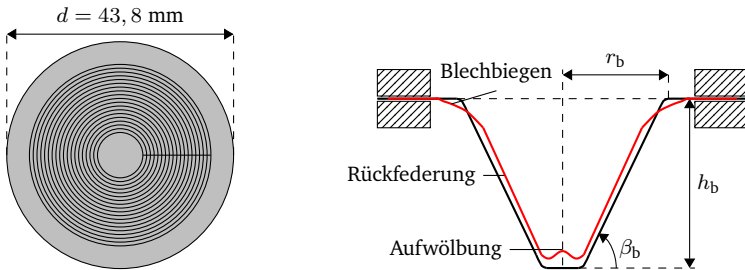 d = 43, 8 mm
r_b
Blechbiegen
Rückfederung
h_b
Aufwölbung
β_b